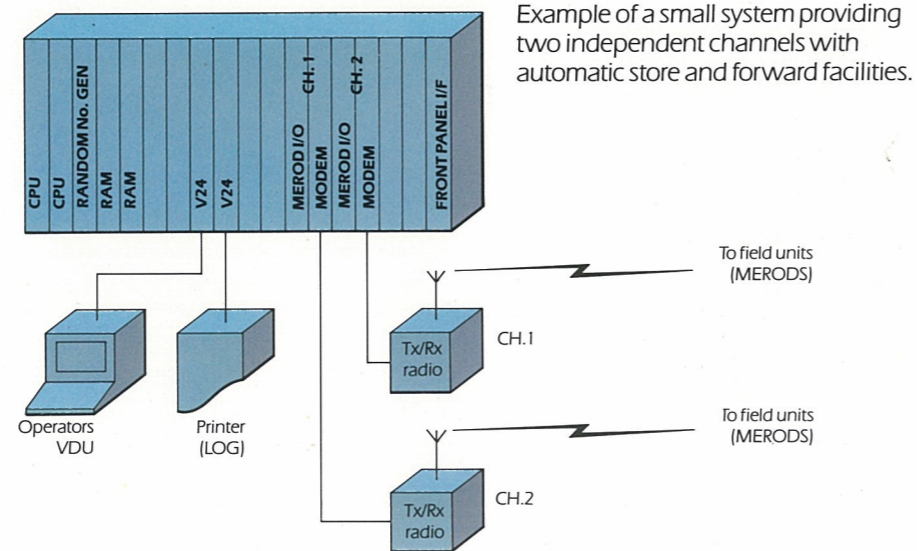 Example of a small system providing
two independent channels with
automatic store and forward facilities.
CPU
CPU
RANDOM No. GEN
RAM
RAM
V24
V24
MEROD I/O
MODEM CH. 1
MEROD I/O
MODEM CH. 2
FRONT PANEL I/F
To field units
(MERODS)
Tx/Rx
radio
CH.1
Operators
VDU
Printer
(LOG)
To field units
(MERODS)
Tx/Rx
radio
CH.2